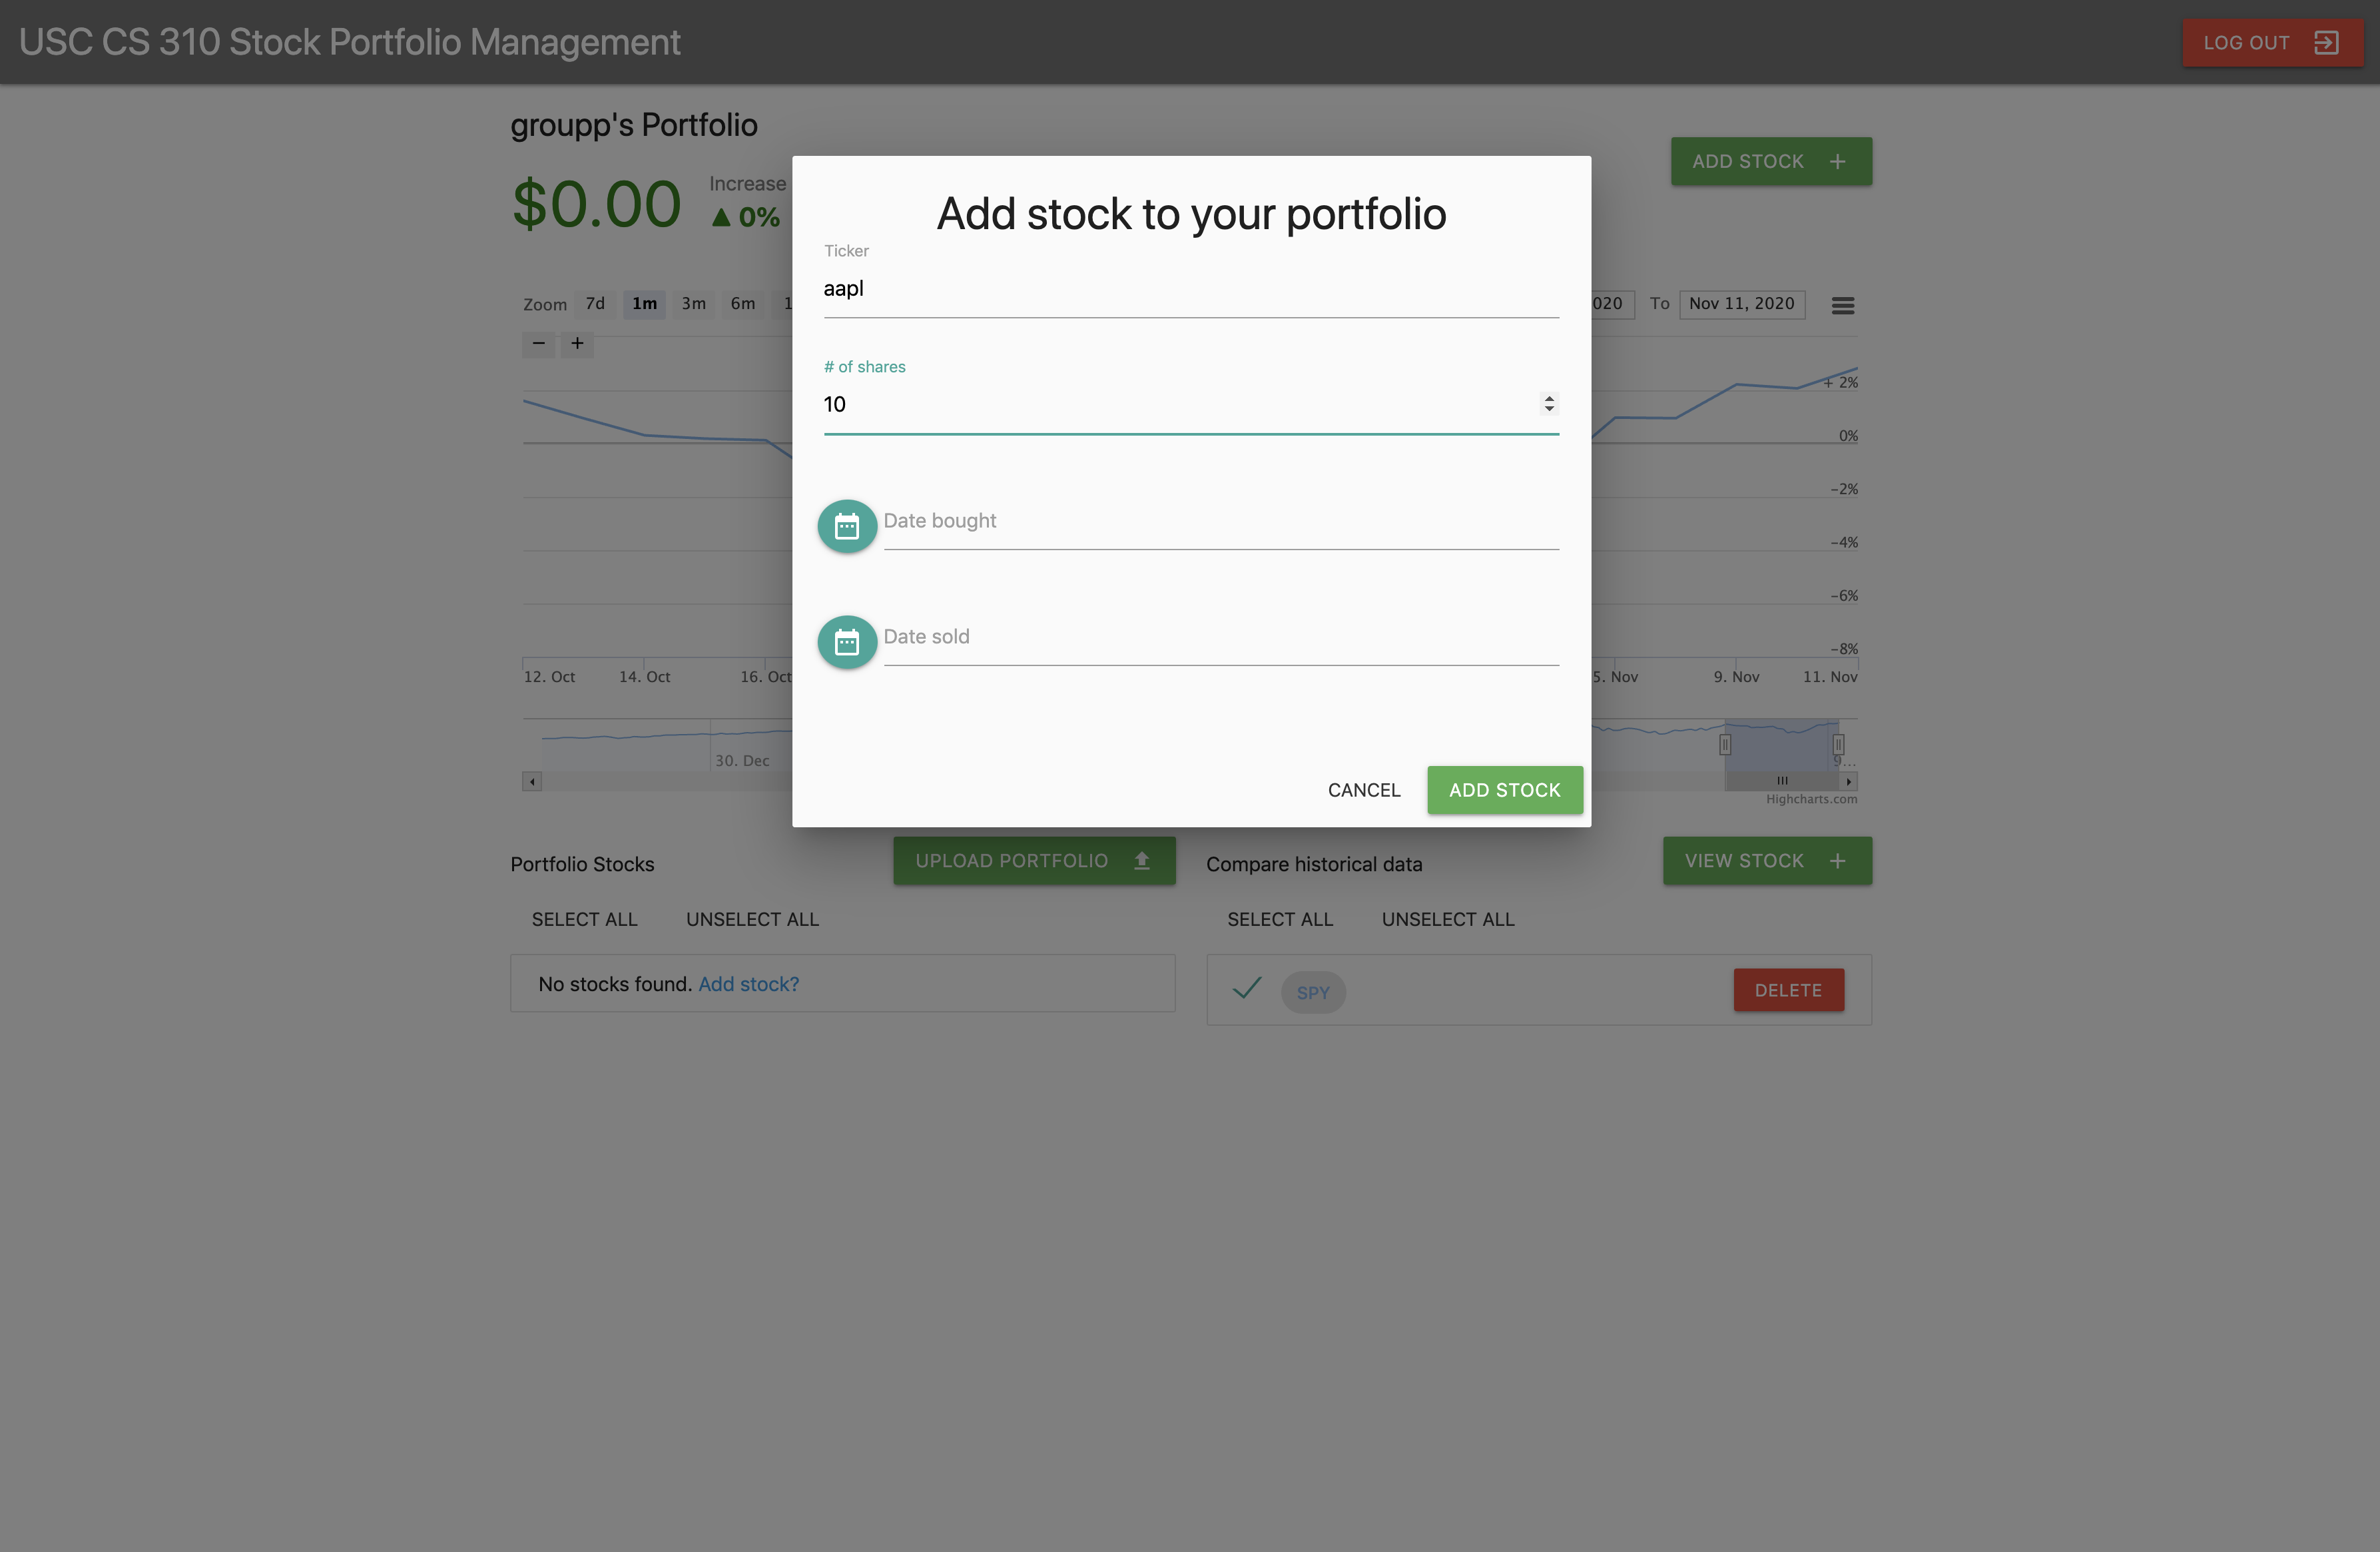 USC CS 310 Stock Portfolio Management
LOG OUT
groupp's Portfolio
ADD STOCK
$0.00
Increase
▲ 0%
Zoom 7d 1m 3m 6m
To Nov 11, 2020
− +
+ 2%
0%
−2%
−4%
−6%
−8%
12. Oct 14. Oct 16. Oct 9. Nov 11. Nov
30. Dec
Highcharts.com
Add stock to your portfolio
Ticker
aapl
# of shares
10
Date bought
Date sold
CANCEL ADD STOCK
Portfolio Stocks
UPLOAD PORTFOLIO
SELECT ALL UNSELECT ALL
No stocks found. Add stock?
Compare historical data
VIEW STOCK
SELECT ALL UNSELECT ALL
SPY
DELETE